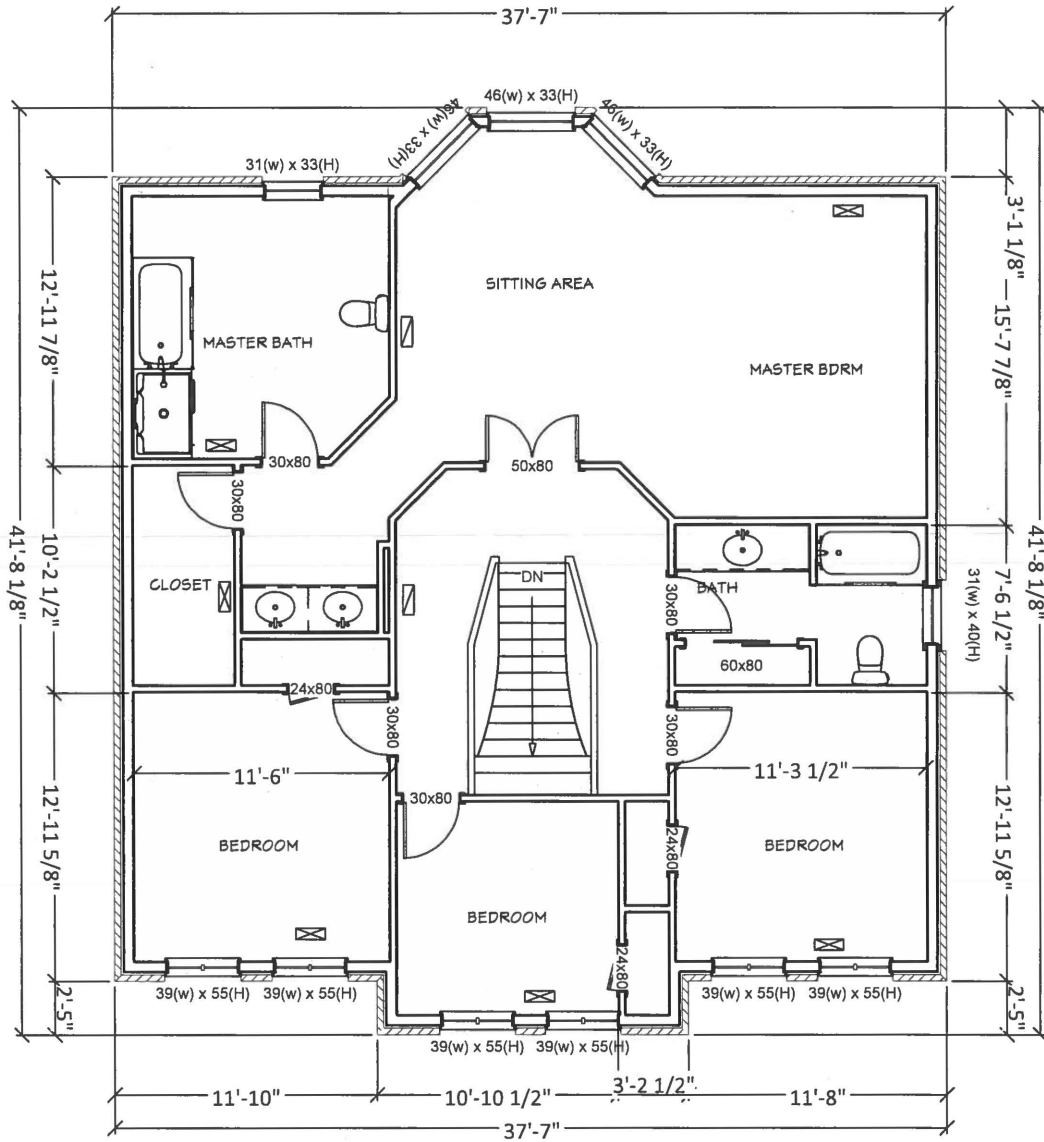 37'-7"
46(w) x 33(H)
46(w) x 33(H)
46(w) x 33(H)
31(w) x 33(H)
3'-1 1/8"
12'-11 7/8"
SITTING AREA
15'-7 7/8"
MASTER BATH
MASTER BDRM
30x80
50x80
30x80
41'-8 1/8"
10'-2 1/2"
CLOSET
DN
BATH
30x80
31(w) x 40(H)
7'-6 1/2"
41'-8 1/8"
60x80
24x80
30x80
30x80
11'-6"
11'-3 1/2"
30x80
12'-11 5/8"
BEDROOM
24x80
BEDROOM
12'-11 5/8"
BEDROOM
24x80
2'-5"
39(w) x 55(H) 39(w) x 55(H)
39(w) x 55(H) 39(w) x 55(H)
2'-5"
39(w) x 55(H) 39(w) x 55(H)
3'-2 1/2"
11'-10"
10'-10 1/2"
11'-8"
37'-7"